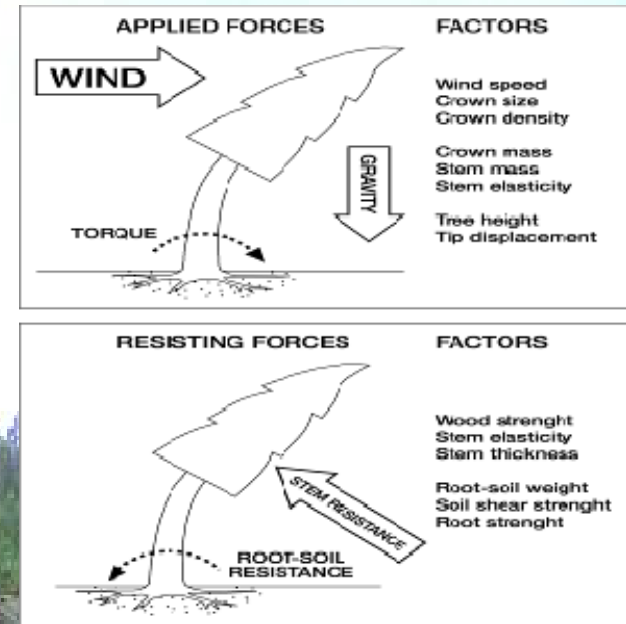 APPLIED FORCES
FACTORS
WIND
GRAVITY
TORQUE
Wind speed
Crown size
Crown density
Crown mass
Stem mass
Stem elasticity
Tree height
Tip displacement
RESISTING FORCES
FACTORS
STEM RESISTANCE
ROOT-SOIL
RESISTANCE
Wood strenght
Stem elasticity
Stem thickness
Root-soil weight
Soil shear strenght
Root strenght